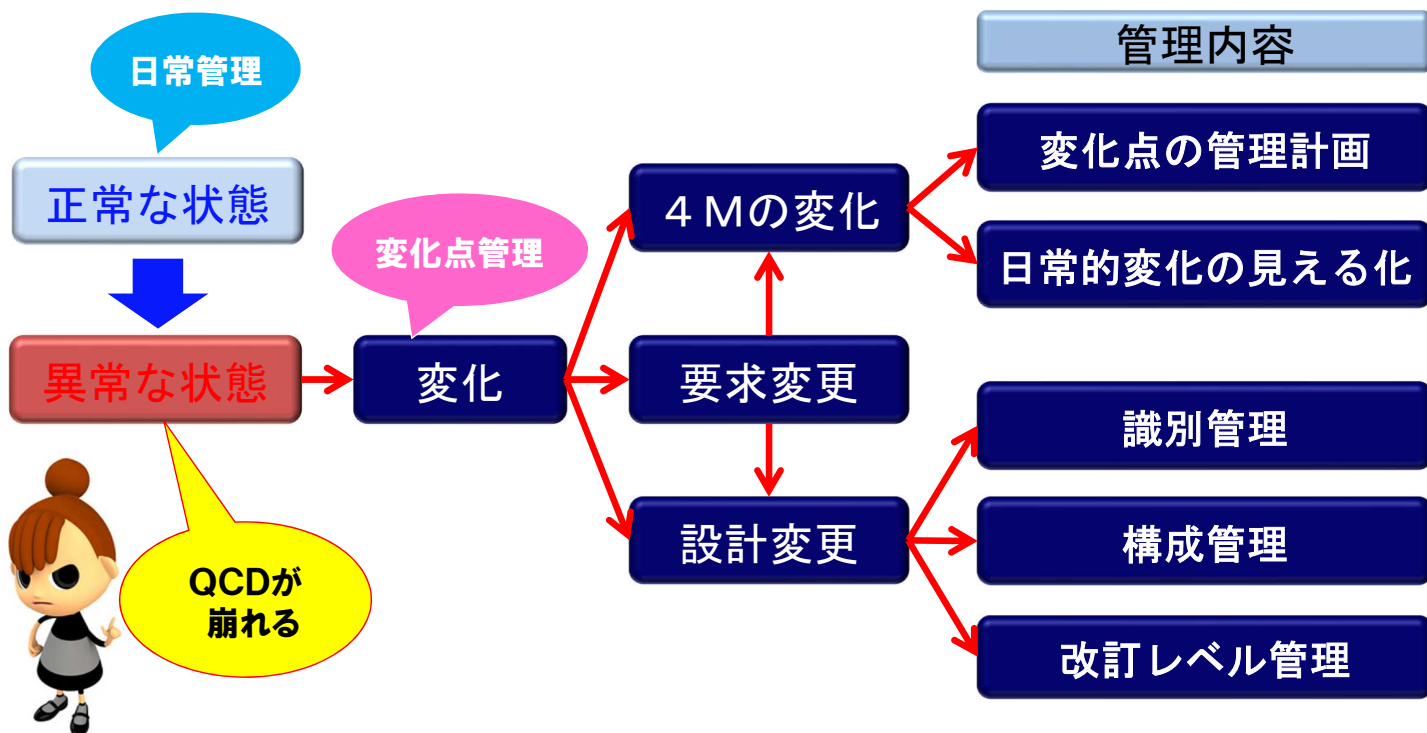 管理内容
日常管理
正常な状態
変化点管理
４Ｍの変化
変化点の管理計画
日常的変化の見える化
異常な状態
変化
要求変更
設計変更
識別管理
構成管理
改訂レベル管理
QCDが
崩れる